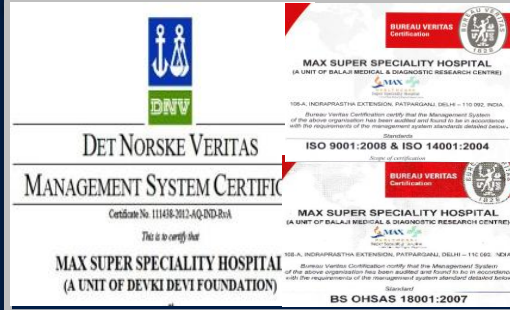 DNV
DET NORSKE VERITAS
MANAGEMENT SYSTEM CERTIFIC
Certificate No. 111438-2012-AQ-IND-RvA
This is to certify that
MAX SUPER SPECIALITY HOSPITAL
(A UNIT OF DEVKI DEVI FOUNDATION)
BUREAU VERITAS
Certification
BUREAU VERITAS
1828
MAX SUPER SPECIALITY HOSPITAL
(A UNIT OF BALAJI MEDICAL & DIAGNOSTIC RESEARCH CENTRE)
MAX
HEALTHCARE
108-A, INDRAPRASTHA EXTENSION, PATPARGANJ, DELHI – 110 092, INDIA
Bureau Veritas Certification certify that the Management System
of the above organisation has been audited and found to be in accordance
with the requirements of the management system standards detailed below
Standards
ISO 9001:2008 & ISO 14001:2004
Scope of certification
BUREAU VERITAS
Certification
1828
MAX SUPER SPECIALITY HOSPITAL
(A UNIT OF BALAJI MEDICAL & DIAGNOSTIC RESEARCH CENTRE)
MAX
HEALTHCARE
108-A, INDRAPRASTHA EXTENSION, PATPARGANJ, DELHI – 110 092, INDIA
Bureau Veritas Certification certify that the Management System
of the above organisation has been audited and found to be in accordance
with the requirements of the management system standards detailed below
Standard
BS OHSAS 18001:2007